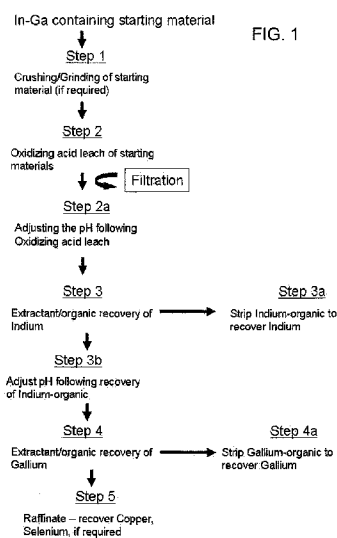 In-Ga containing starting material
FIG. 1
Step 1
Crushing/Grinding of starting
material (if required)
Step 2
Oxidizing acid leach of starting
materials
Filtration
Step 2a
Adjusting the pH following
Oxidizing acid leach
Step 3
Extractant/organic recovery of
Indium
Step 3a
Strip Indium-organic to
recover Indium
Step 3b
Adjust pH following recovery
of Indium-organic
Step 4
Extractant/organic recovery of
Gallium
Step 4a
Strip Gallium-organic to
recover Gallium
Step 5
Raffinate – recover Copper,
Selenium, if required